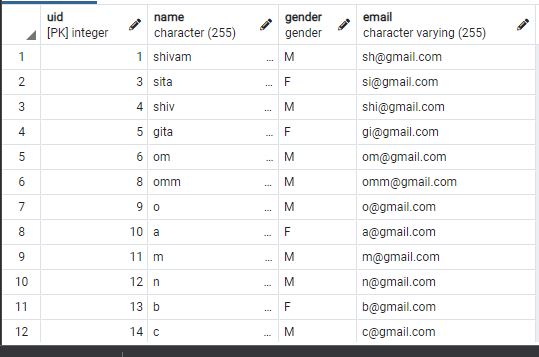 uid name gender email
[PK] integer character (255) gender character varying (255)
1 1 shivam ... M sh@gmail.com
2 3 sita ... F si@gmail.com
3 4 shiv ... M shi@gmail.com
4 5 gita ... F gi@gmail.com
5 6 om ... M om@gmail.com
6 8 omm ... M omm@gmail.com
7 9 o ... M o@gmail.com
8 10 a ... F a@gmail.com
9 11 m ... M m@gmail.com
10 12 n ... M n@gmail.com
11 13 b ... F b@gmail.com
12 14 c ... M c@gmail.com